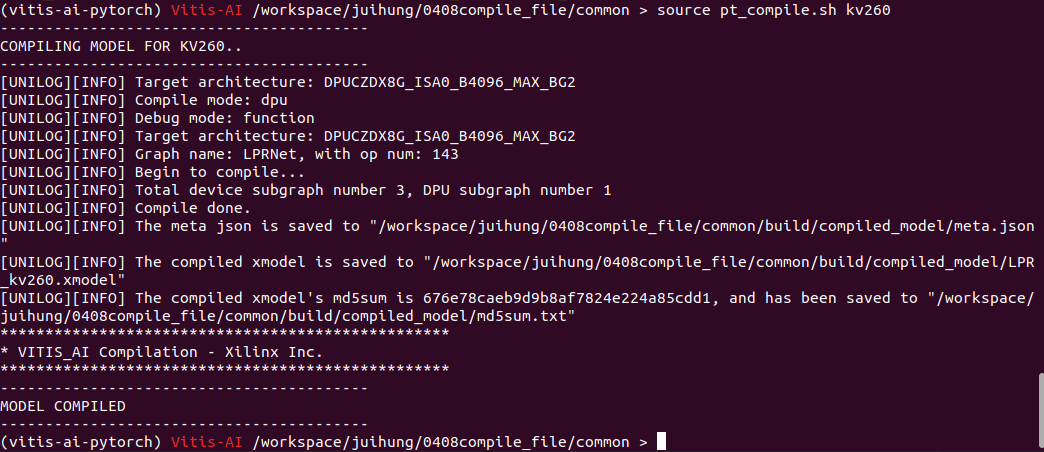 (vitis-ai-pytorch) Vitis-AI /workspace/juihung/0408compile_file/common > source pt_compile.sh kv260
-----------------------------------------
COMPILING MODEL FOR KV260..
-----------------------------------------
[UNILOG][INFO] Target architecture: DPUCZDX8G_ISA0_B4096_MAX_BG2
[UNILOG][INFO] Compile mode: dpu
[UNILOG][INFO] Debug mode: function
[UNILOG][INFO] Target architecture: DPUCZDX8G_ISA0_B4096_MAX_BG2
[UNILOG][INFO] Graph name: LPRNet, with op num: 143
[UNILOG][INFO] Begin to compile...
[UNILOG][INFO] Total device subgraph number 3, DPU subgraph number 1
[UNILOG][INFO] Compile done.
[UNILOG][INFO] The meta json is saved to "/workspace/juihung/0408compile_file/common/build/compiled_model/meta.json
"
[UNILOG][INFO] The compiled xmodel is saved to "/workspace/juihung/0408compile_file/common/build/compiled_model/LPR
_kv260.xmodel"
[UNILOG][INFO] The compiled xmodel's md5sum is 676e78caeb9d9b8af7824e224a85cdd1, and has been saved to "/workspace/
juihung/0408compile_file/common/build/compiled_model/md5sum.txt"
**************************************************
* VITIS_AI Compilation - Xilinx Inc.
**************************************************
-----------------------------------------
MODEL COMPILED
-----------------------------------------
(vitis-ai-pytorch) Vitis-AI /workspace/juihung/0408compile_file/common >